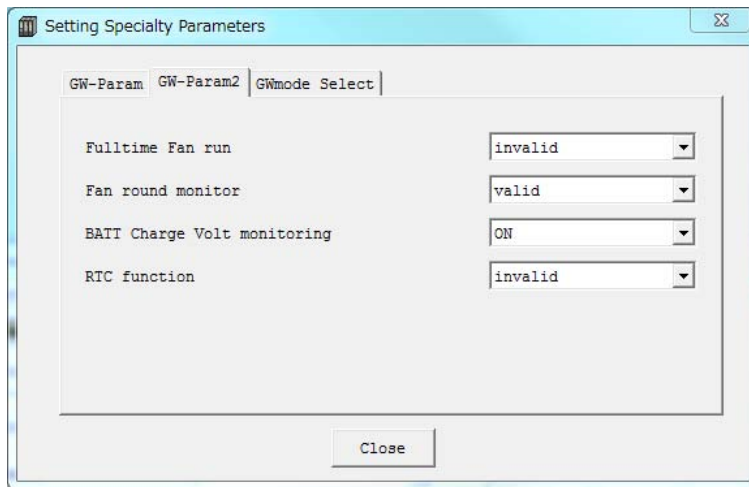 Setting Specialty Parameters
GW-Param GW-Param2 GWmode Select
Fulltime Fan run invalid
Fan round monitor valid
BATT Charge Volt monitoring ON
RTC function invalid
Close